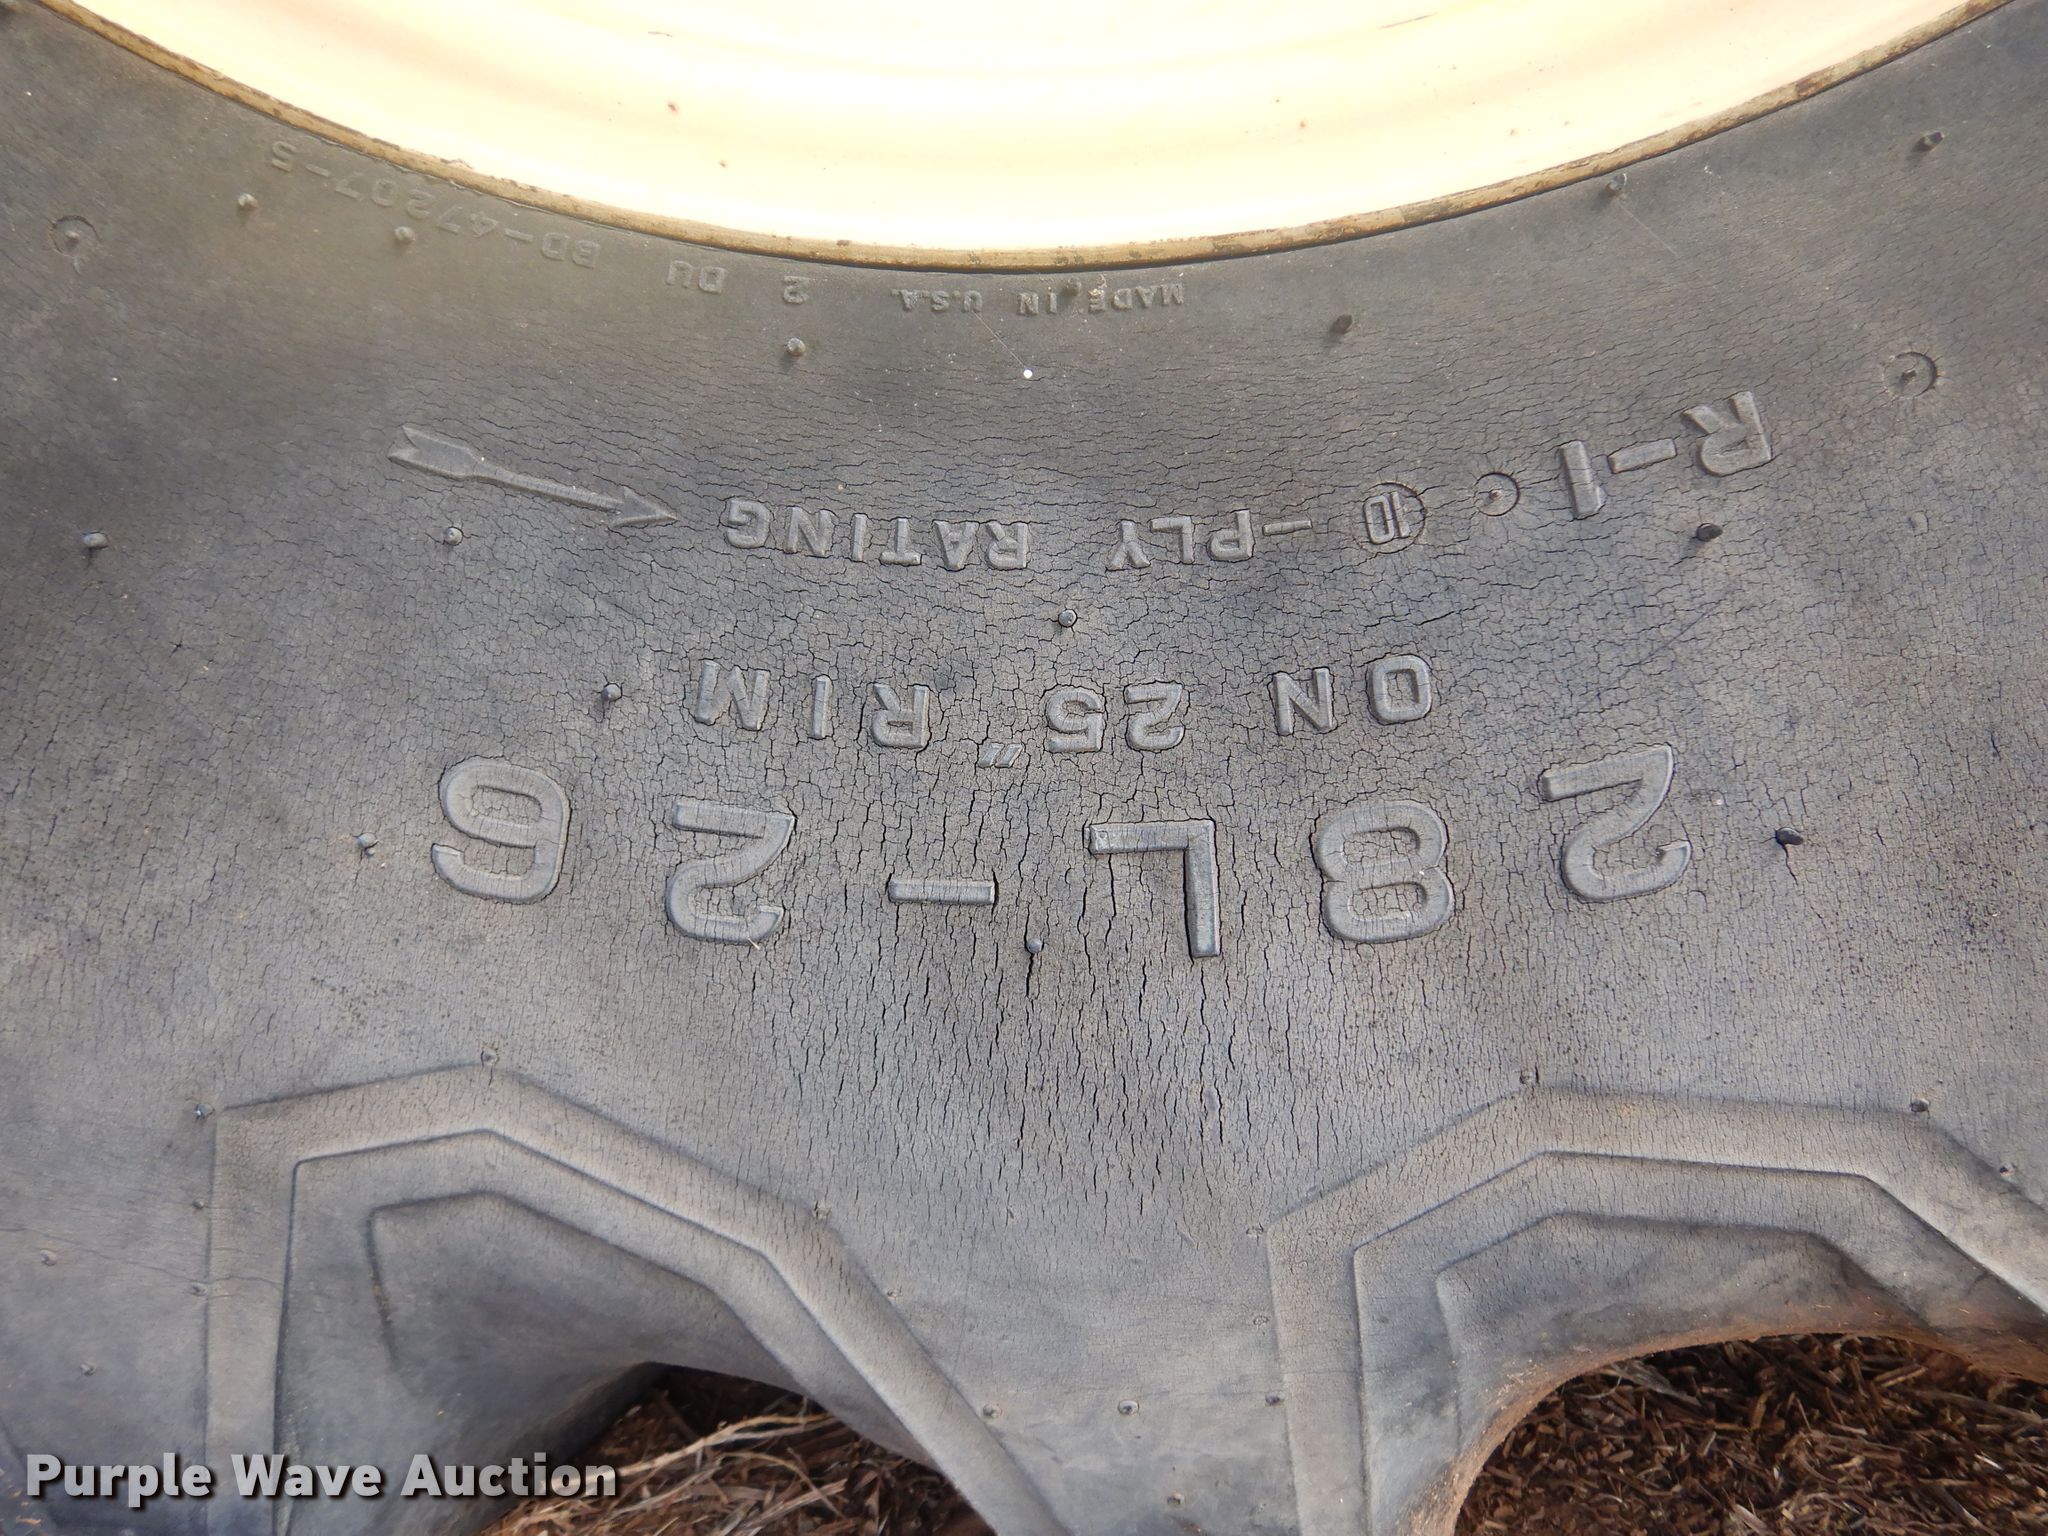 28L-26
ON 25" RIM
R-1 10-PLY RATING
MADE IN U.S.A. 2 DU BD-47207-5
Purple Wave Auction